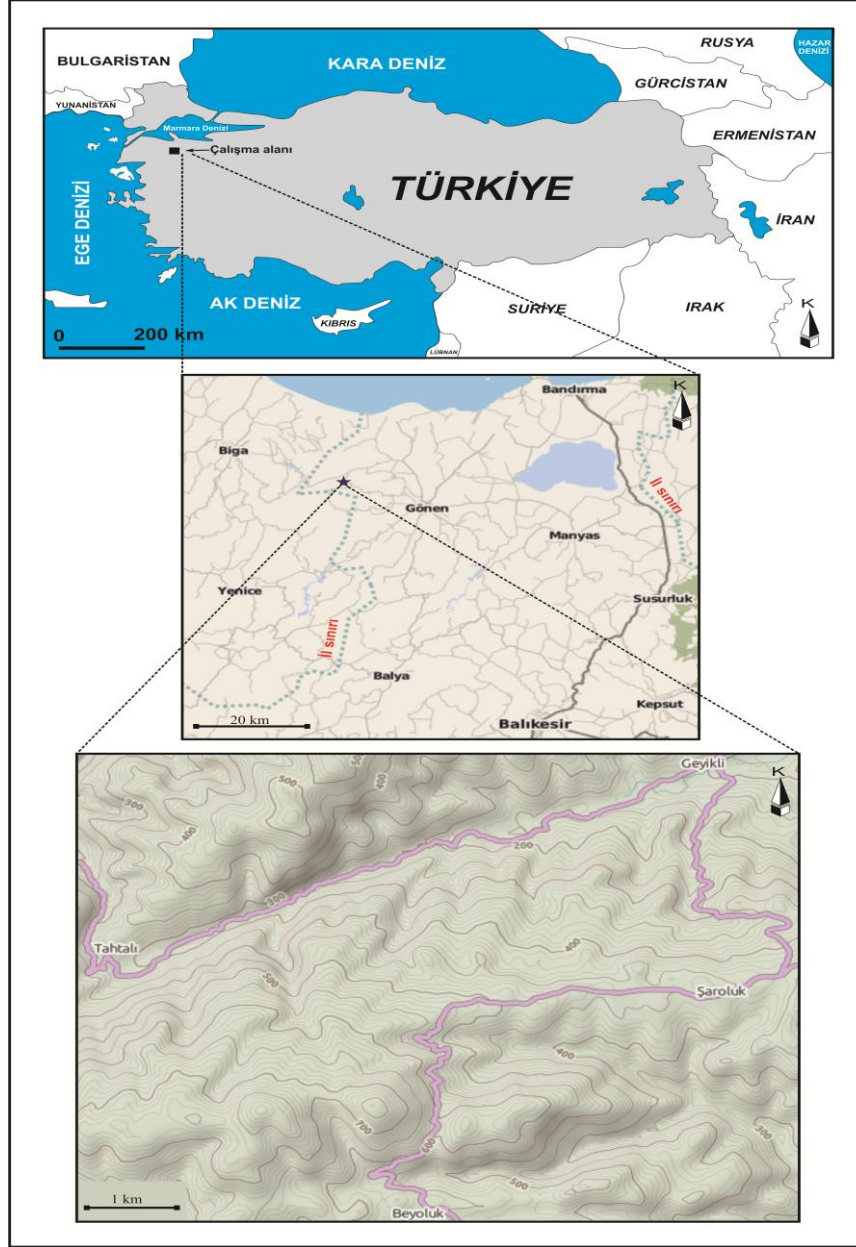 RUSYA
HAZAR
DENİZİ
BULGARİSTAN
KARA DENİZ
GÜRCİSTAN
YUNANİSTAN
Marmara Denizi
ERMENİSTAN
Çalışma alanı
TÜRKİYE
İRAN
EGE DENİZİ
AK DENİZ
SURİYE
IRAK
K
0 200 km
KIBRIS
LÜBNAN
Bandırma
K
Biga
İl sınırı
Gönen
Manyas
Yenice
Susurluk
İl sınırı
Balya
Kepsut
20 km
Balıkesir
Geyikli
K
500
500
400
300
400
200
300
Tahtalı
400
500
Şaroluk
400
700
600
300
500
1 km
Beyoluk